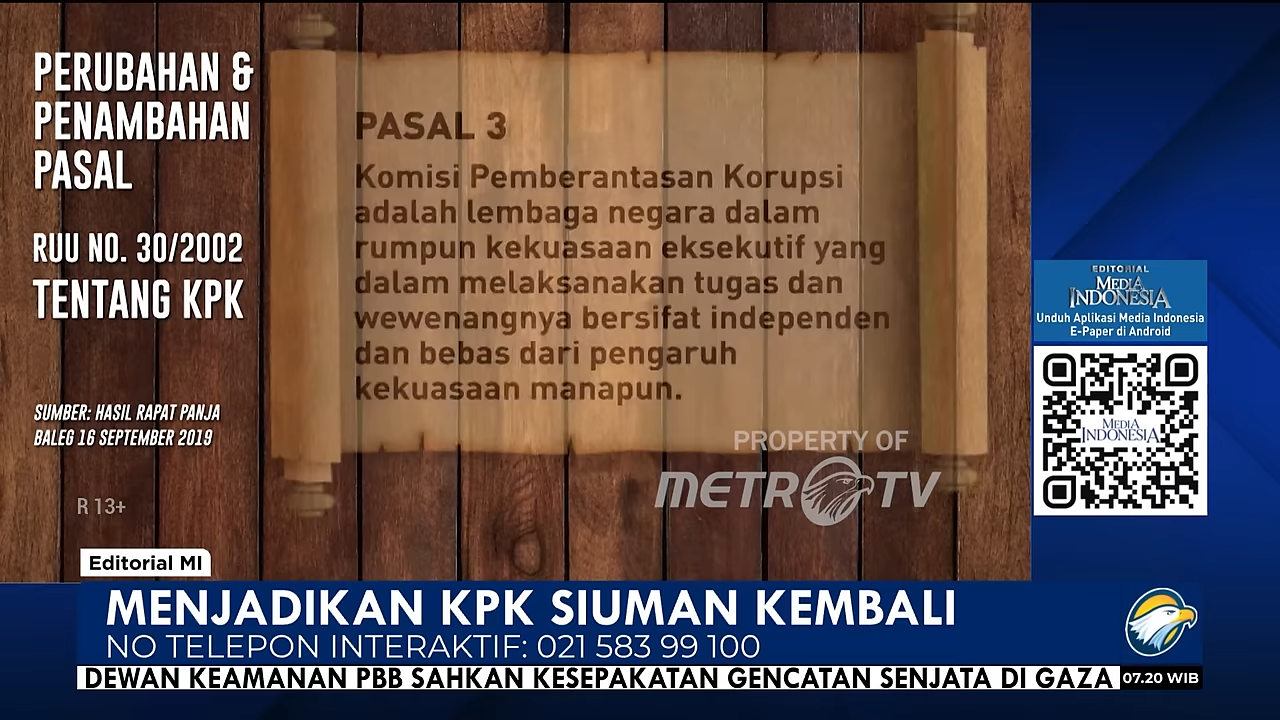 PERUBAHAN &
PENAMBAHAN
PASAL
RUU NO. 30/2002
TENTANG KPK
SUMBER: HASIL RAPAT PANJA
BALEG 16 SEPTEMBER 2019
R 13+
PASAL 3
Komisi Pemberantasan Korupsi
adalah lembaga negara dalam
rumpun kekuasaan eksekutif yang
dalam melaksanakan tugas dan
wewenangnya bersifat independen
dan bebas dari pengaruh
kekuasaan manapun.
PROPERTY OF
METRO TV
EDITORIAL
MEDIA
INDONESIA
Unduh Aplikasi Media Indonesia
E-Paper di Android
MEDIA
INDONESIA
Editorial MI
MENJADIKAN KPK SIUMAN KEMBALI
NO TELEPON INTERAKTIF: 021 583 99 100
DEWAN KEAMANAN PBB SAHKAN KESEPAKATAN GENCATAN SENJATA DI GAZA
07.20 WIB